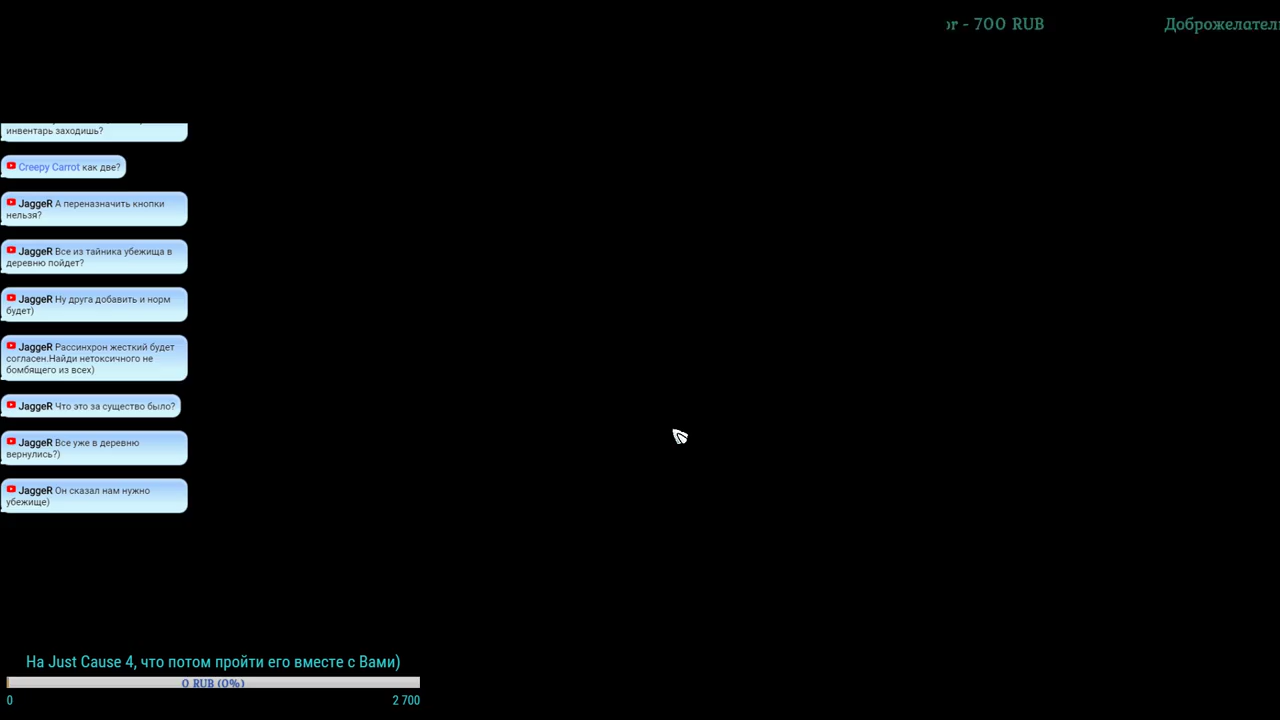 r - 700 RUB Доброжелател
инвентарь заходишь?
Creepy Carrot как две?
JaggeR А переназначить кнопки
нельзя?
JaggeR Все из тайника убежища в
деревню пойдет?
JaggeR Ну друга добавить и норм
будет)
JaggeR Рассинхрон жесткий будет
согласен.Найди нетоксичного не
бомбящего из всех)
JaggeR Что это за существо было?
JaggeR Все уже в деревню
вернулись?)
JaggeR Он сказал нам нужно
убежище)
На Just Cause 4, что потом пройти его вместе с Вами)
0 RUB (0%)
0 2 700